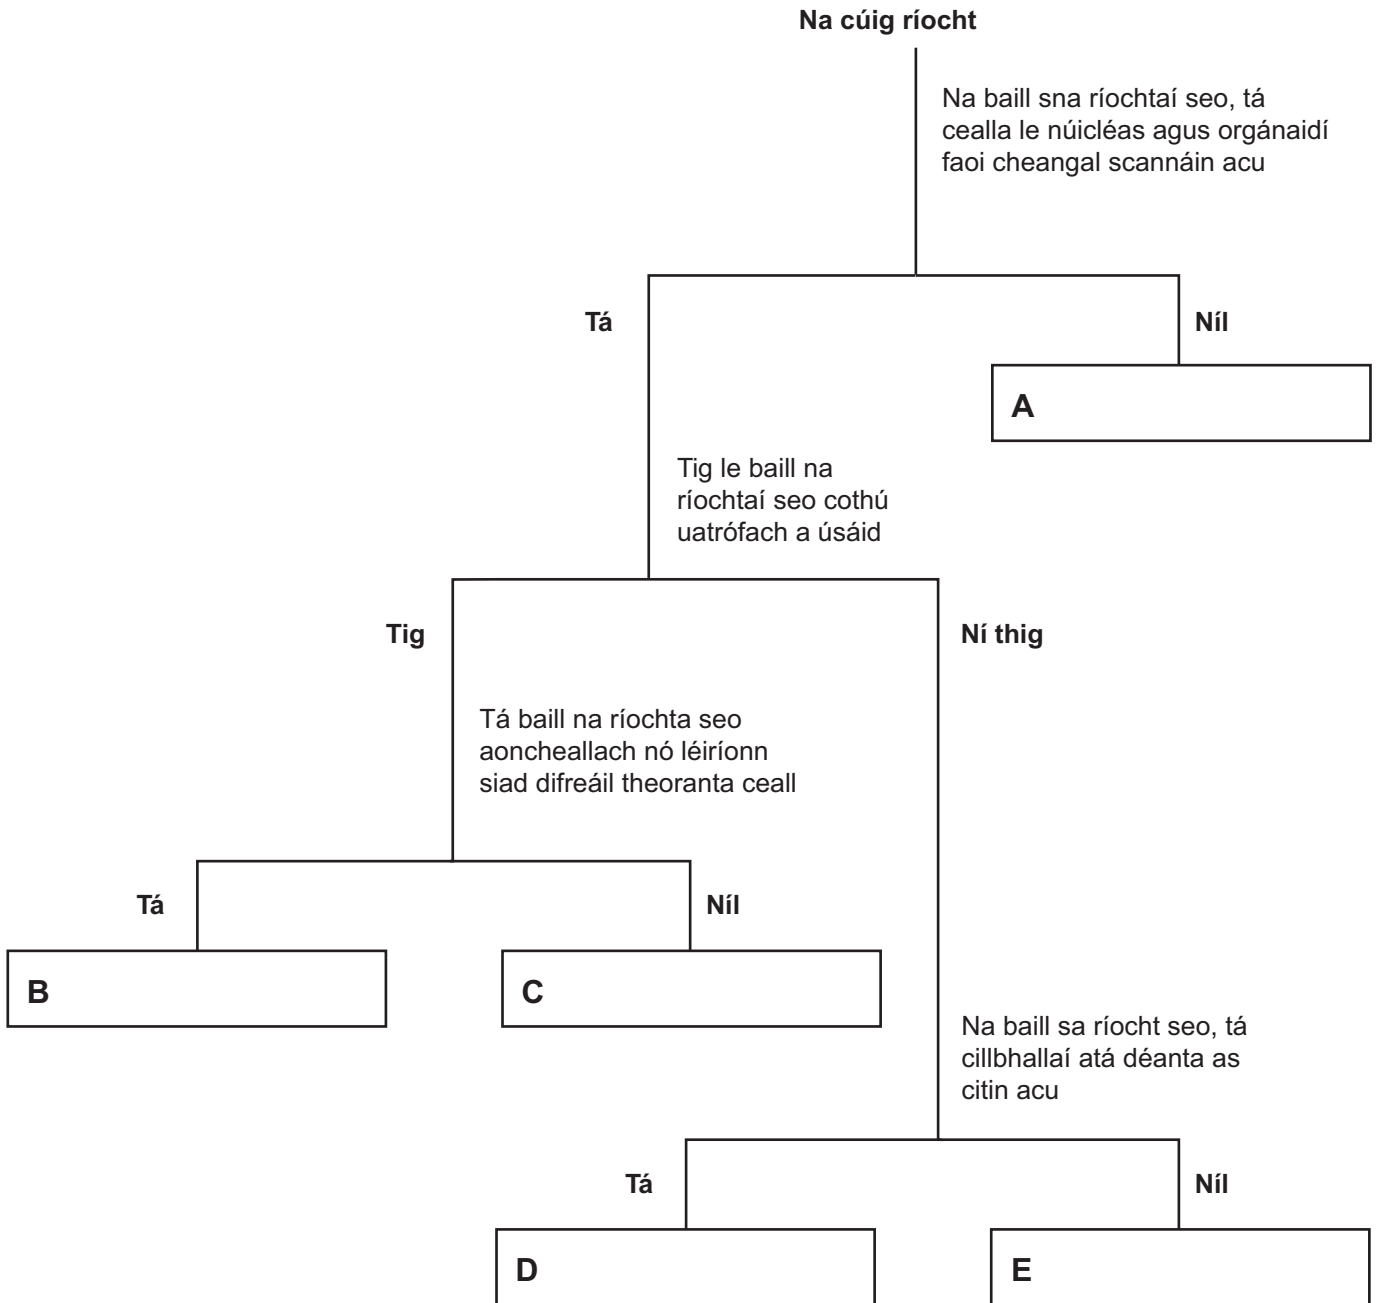 Na cúig ríocht
Na baill sna ríochtaí seo, tá
cealla le núicléas agus orgánaidí
faoi cheangal scannáin acu
Tá
Níl
A
Tig le baill na
ríochtaí seo cothú
uatrófach a úsáid
Tig
Ní thig
Tá baill na ríochta seo
aoncheallach nó léiríonn
siad difreáil theoranta ceall
Tá
Níl
B
C
Na baill sa ríocht seo, tá
cillbhallaí atá déanta as
citin acu
Tá
Níl
D
E